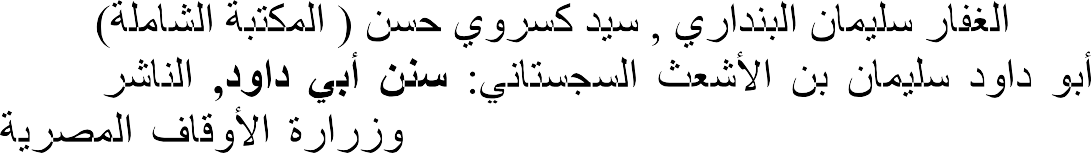 الغفار سليمان البنداري , سيد كسروي حسن ( المكتبة الشاملة)
أبو داود سليمان بن الأشعث السجستاني: سنن أبي داود, الناشر
وزرارة الأوقاف المصرية